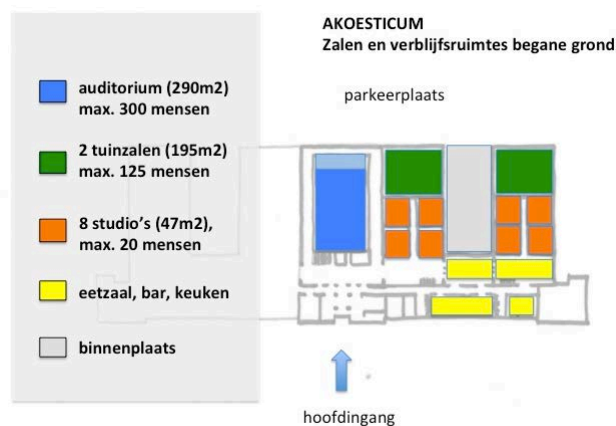 AKOESTICUM
Zalen en verblijfsruimtes begane grond
parkeerplaats
auditorium (290m2)
max. 300 mensen
2 tuinzalen (195m2)
max. 125 mensen
8 studio's (47m2),
max. 20 mensen
eetzaal, bar, keuken
binnenplaats
hoofdingang